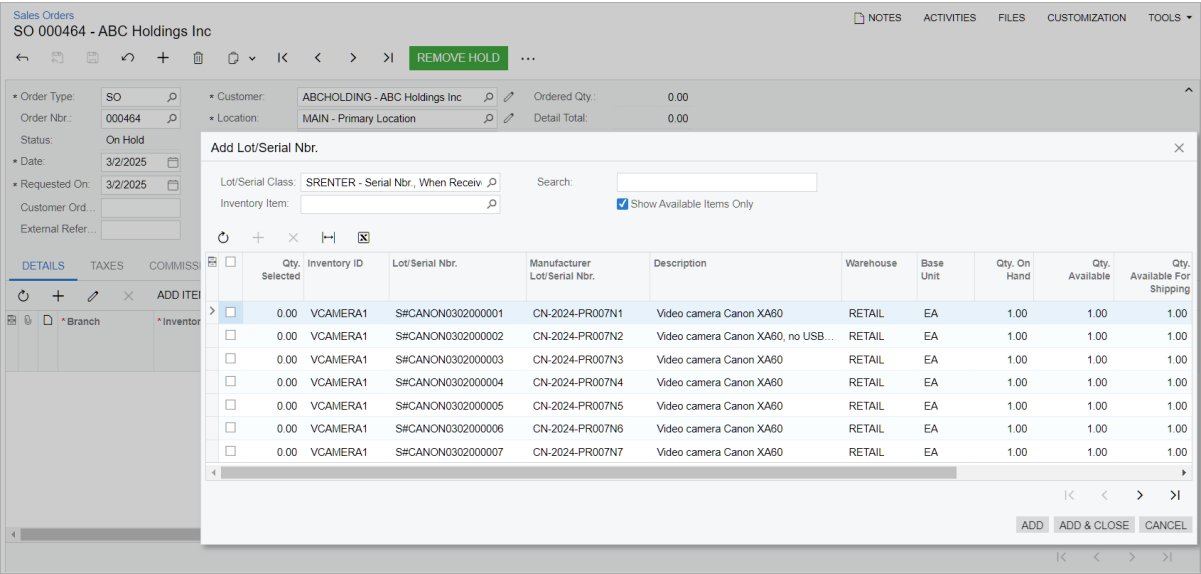 Sales Orders
SO 000464 - ABC Holdings Inc
NOTES ACTIVITIES FILES CUSTOMIZATION TOOLS
REMOVE HOLD
* Order Type: SO * Customer: ABCHOLDING - ABC Holdings Inc Ordered Qty.: 0.00
Order Nbr.: 000464 * Location: MAIN - Primary Location Detail Total: 0.00
Status: On Hold
* Date: 3/2/2025
* Requested On: 3/2/2025
Customer Ord...
External Refer...
DETAILS TAXES
ADD
* Branch
Add Lot/Serial Nbr.
Lot/Serial Class: SRENTER - Serial Nbr., When Search:
Inventory Item: Show Available Items Only
Qty. Selected Inventory ID Lot/Serial Nbr. Manufacturer Lot/Serial Nbr. Description Warehouse Base Unit Qty. On Hand Qty. Available Qty. Available For Shipping
0.00 VCAMERA1 S#CANON0302000001 CN-2024-PR007N1 Video camera Canon XA60 RETAIL EA 1.00 1.00 1.00
0.00 VCAMERA1 S#CANON0302000002 CN-2024-PR007N2 Video camera Canon XA60, no USB... RETAIL EA 1.00 1.00 1.00
0.00 VCAMERA1 S#CANON0302000003 CN-2024-PR007N3 Video camera Canon XA60 RETAIL EA 1.00 1.00 1.00
0.00 VCAMERA1 S#CANON0302000004 CN-2024-PR007N4 Video camera Canon XA60 RETAIL EA 1.00 1.00 1.00
0.00 VCAMERA1 S#CANON0302000005 CN-2024-PR007N5 Video camera Canon XA60 RETAIL EA 1.00 1.00 1.00
0.00 VCAMERA1 S#CANON0302000006 CN-2024-PR007N6 Video camera Canon XA60 RETAIL EA 1.00 1.00 1.00
0.00 VCAMERA1 S#CANON0302000007 CN-2024-PR007N7 Video camera Canon XA60 RETAIL EA 1.00 1.00 1.00
ADD ADD & CLOSE CANCEL